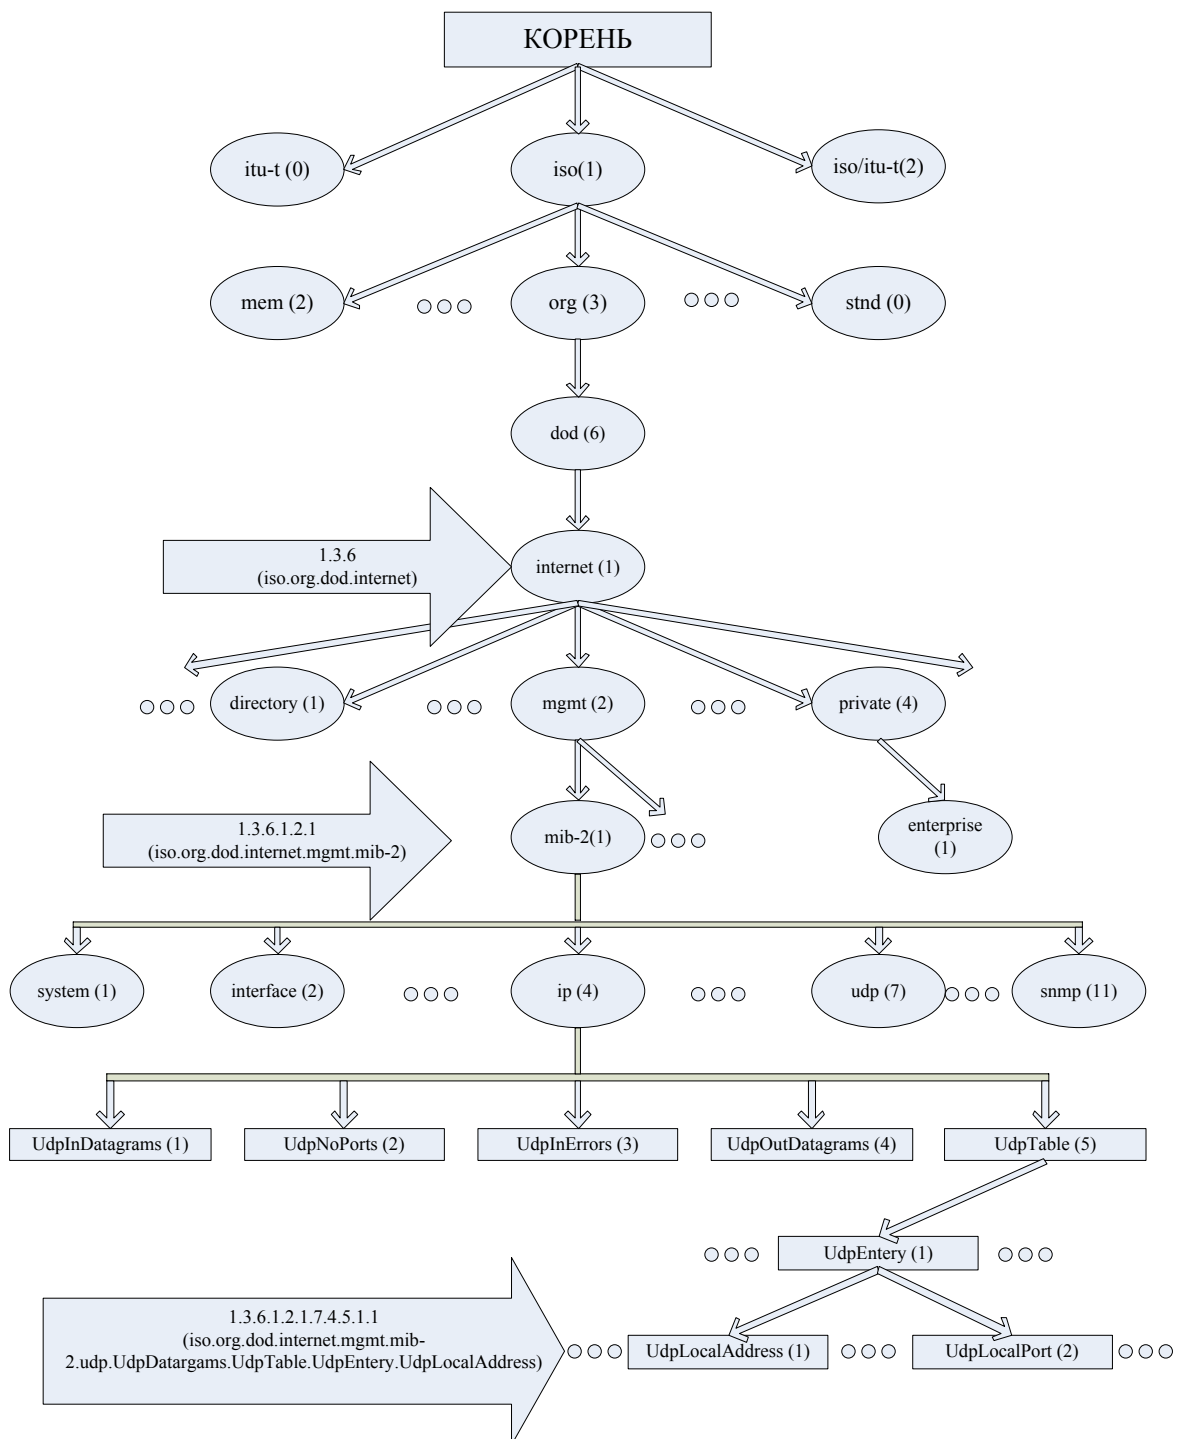 КОРЕНЬ
itu-t (0)
iso(1)
iso/itu-t(2)
mem (2)
org (3)
stnd (0)
dod (6)
1.3.6
(iso.org.dod.internet)
internet (1)
directory (1)
mgmt (2)
private (4)
1.3.6.1.2.1
(iso.org.dod.internet.mgmt.mib-2)
mib-2(1)
enterprise
(1)
system (1)
interface (2)
ip (4)
udp (7)
snmp (11)
UdpInDatagrams (1)
UdpNoPorts (2)
UdpInErrors (3)
UdpOutDatagrams (4)
UdpTable (5)
UdpEntery (1)
1.3.6.1.2.1.7.4.5.1.1
(iso.org.dod.internet.mgmt.mib-
2.udp.UdpDatargams.UdpTable.UdpEntery.UdpLocalAddress)
UdpLocalAddress (1)
UdpLocalPort (2)